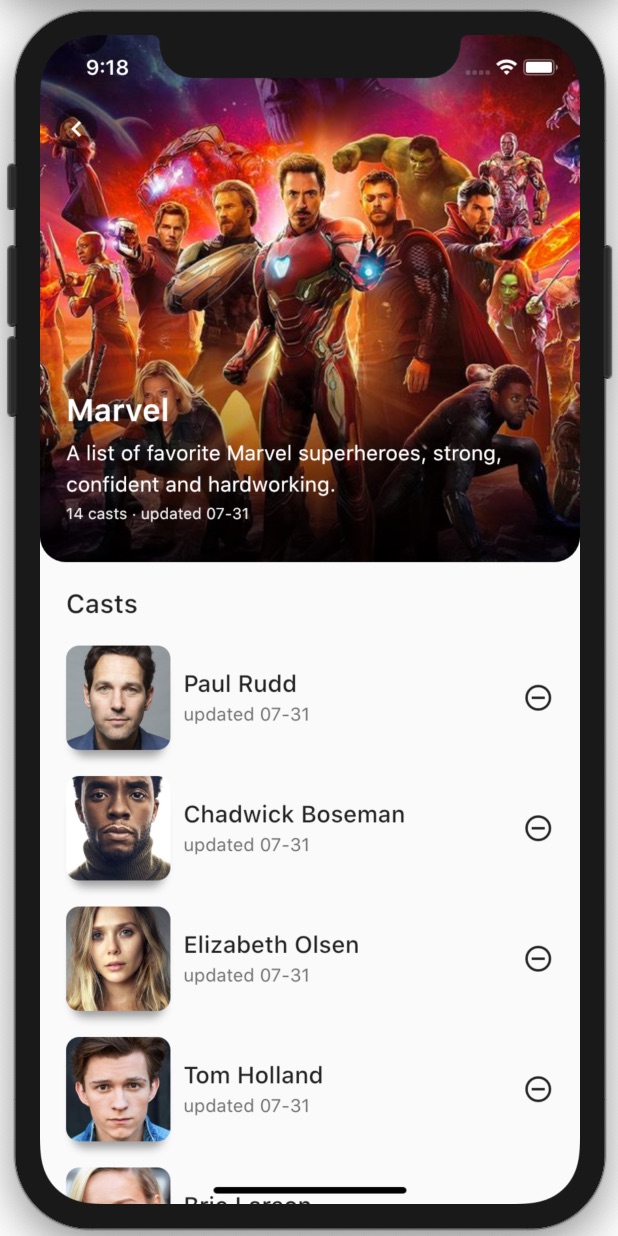 9:18
Marvel
A list of favorite Marvel superheroes, strong,
confident and hardworking.
14 casts · updated 07-31
Casts
Paul Rudd
updated 07-31
Chadwick Boseman
updated 07-31
Elizabeth Olsen
updated 07-31
Tom Holland
updated 07-31
Brie Larson